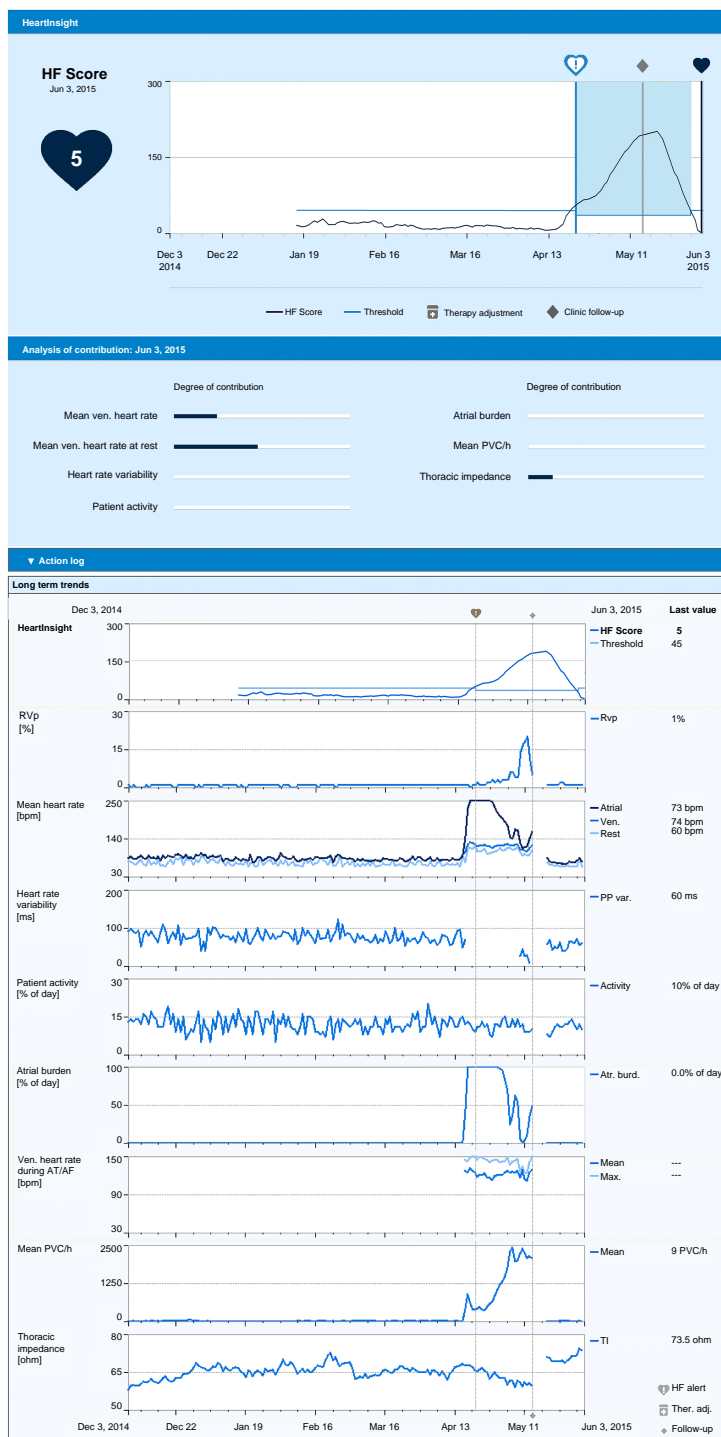 HeartInsight
HF Score
Jun 3, 2015
5
300
150
0
Dec 3
2014
Dec 22
Jan 19
Feb 16
Mar 16
Apr 13
May 11
Jun 3
2015
HF Score
Threshold
Therapy adjustment
Clinic follow-up
Analysis of contribution: Jun 3, 2015
Degree of contribution
Degree of contribution
Mean ven. heart rate
Atrial burden
Mean ven. heart rate at rest
Mean PVC/h
Heart rate variability
Thoracic impedance
Patient activity
▼ Action log
Long term trends
Dec 3, 2014
Jun 3, 2015
Last value
HeartInsight
300
150
0
HF Score 5
Threshold 45
RVp
[%]
30
15
0
Rvp 1%
Mean heart rate
[bpm]
250
140
30
Atrial 73 bpm
Ven. 74 bpm
Rest 60 bpm
Heart rate
variability
[ms]
200
100
0
PP var. 60 ms
Patient activity
[% of day]
30
15
0
Activity 10% of day
Atrial burden
[% of day]
100
50
0
Atr. burd. 0.0% of day
Ven. heart rate
during AT/AF
[bpm]
150
90
30
Mean ---
Max. ---
Mean PVC/h
2500
1250
0
Mean 9 PVC/h
Thoracic
impedance
[ohm]
80
65
50
TI 73.5 ohm
HF alert
Ther. adj.
Follow-up
Dec 3, 2014
Dec 22
Jan 19
Feb 16
Mar 16
Apr 13
May 11
Jun 3, 2015